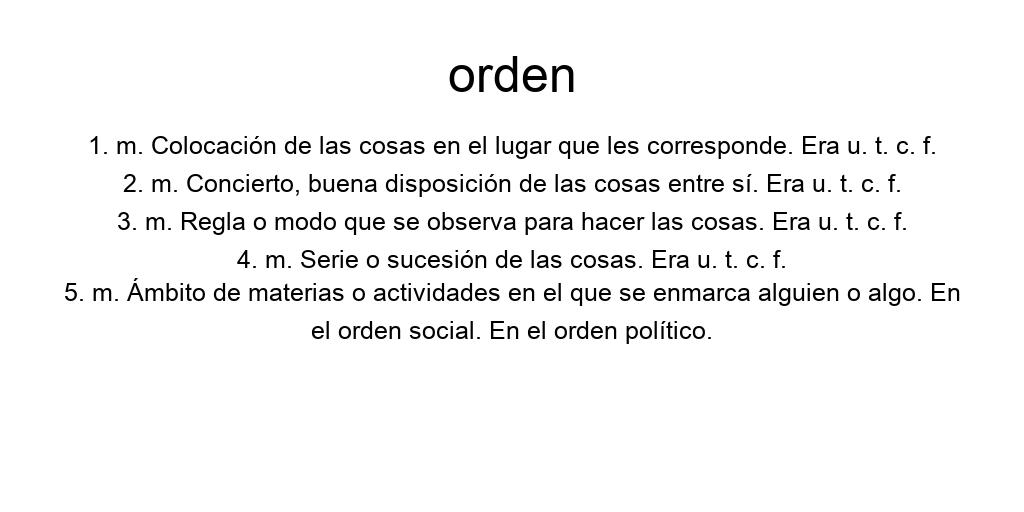 orden
1. m. Colocación de las cosas en el lugar que les corresponde. Era u. t. c. f.
2. m. Concierto, buena disposición de las cosas entre sí. Era u. t. c. f.
3. m. Regla o modo que se observa para hacer las cosas. Era u. t. c. f.
4. m. Serie o sucesión de las cosas. Era u. t. c. f.
5. m. Ámbito de materias o actividades en el que se enmarca alguien o algo. En
el orden social. En el orden político.